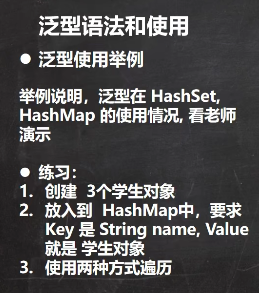 泛型语法和使用
● 泛型使用举例
举例说明，泛型在 HashSet,
HashMap 的使用情况, 看老师
演示
● 练习：
1. 创建 3个学生对象
2. 放入到 HashMap中，要求
Key 是 String name, Value
就是 学生对象
3. 使用两种方式遍历